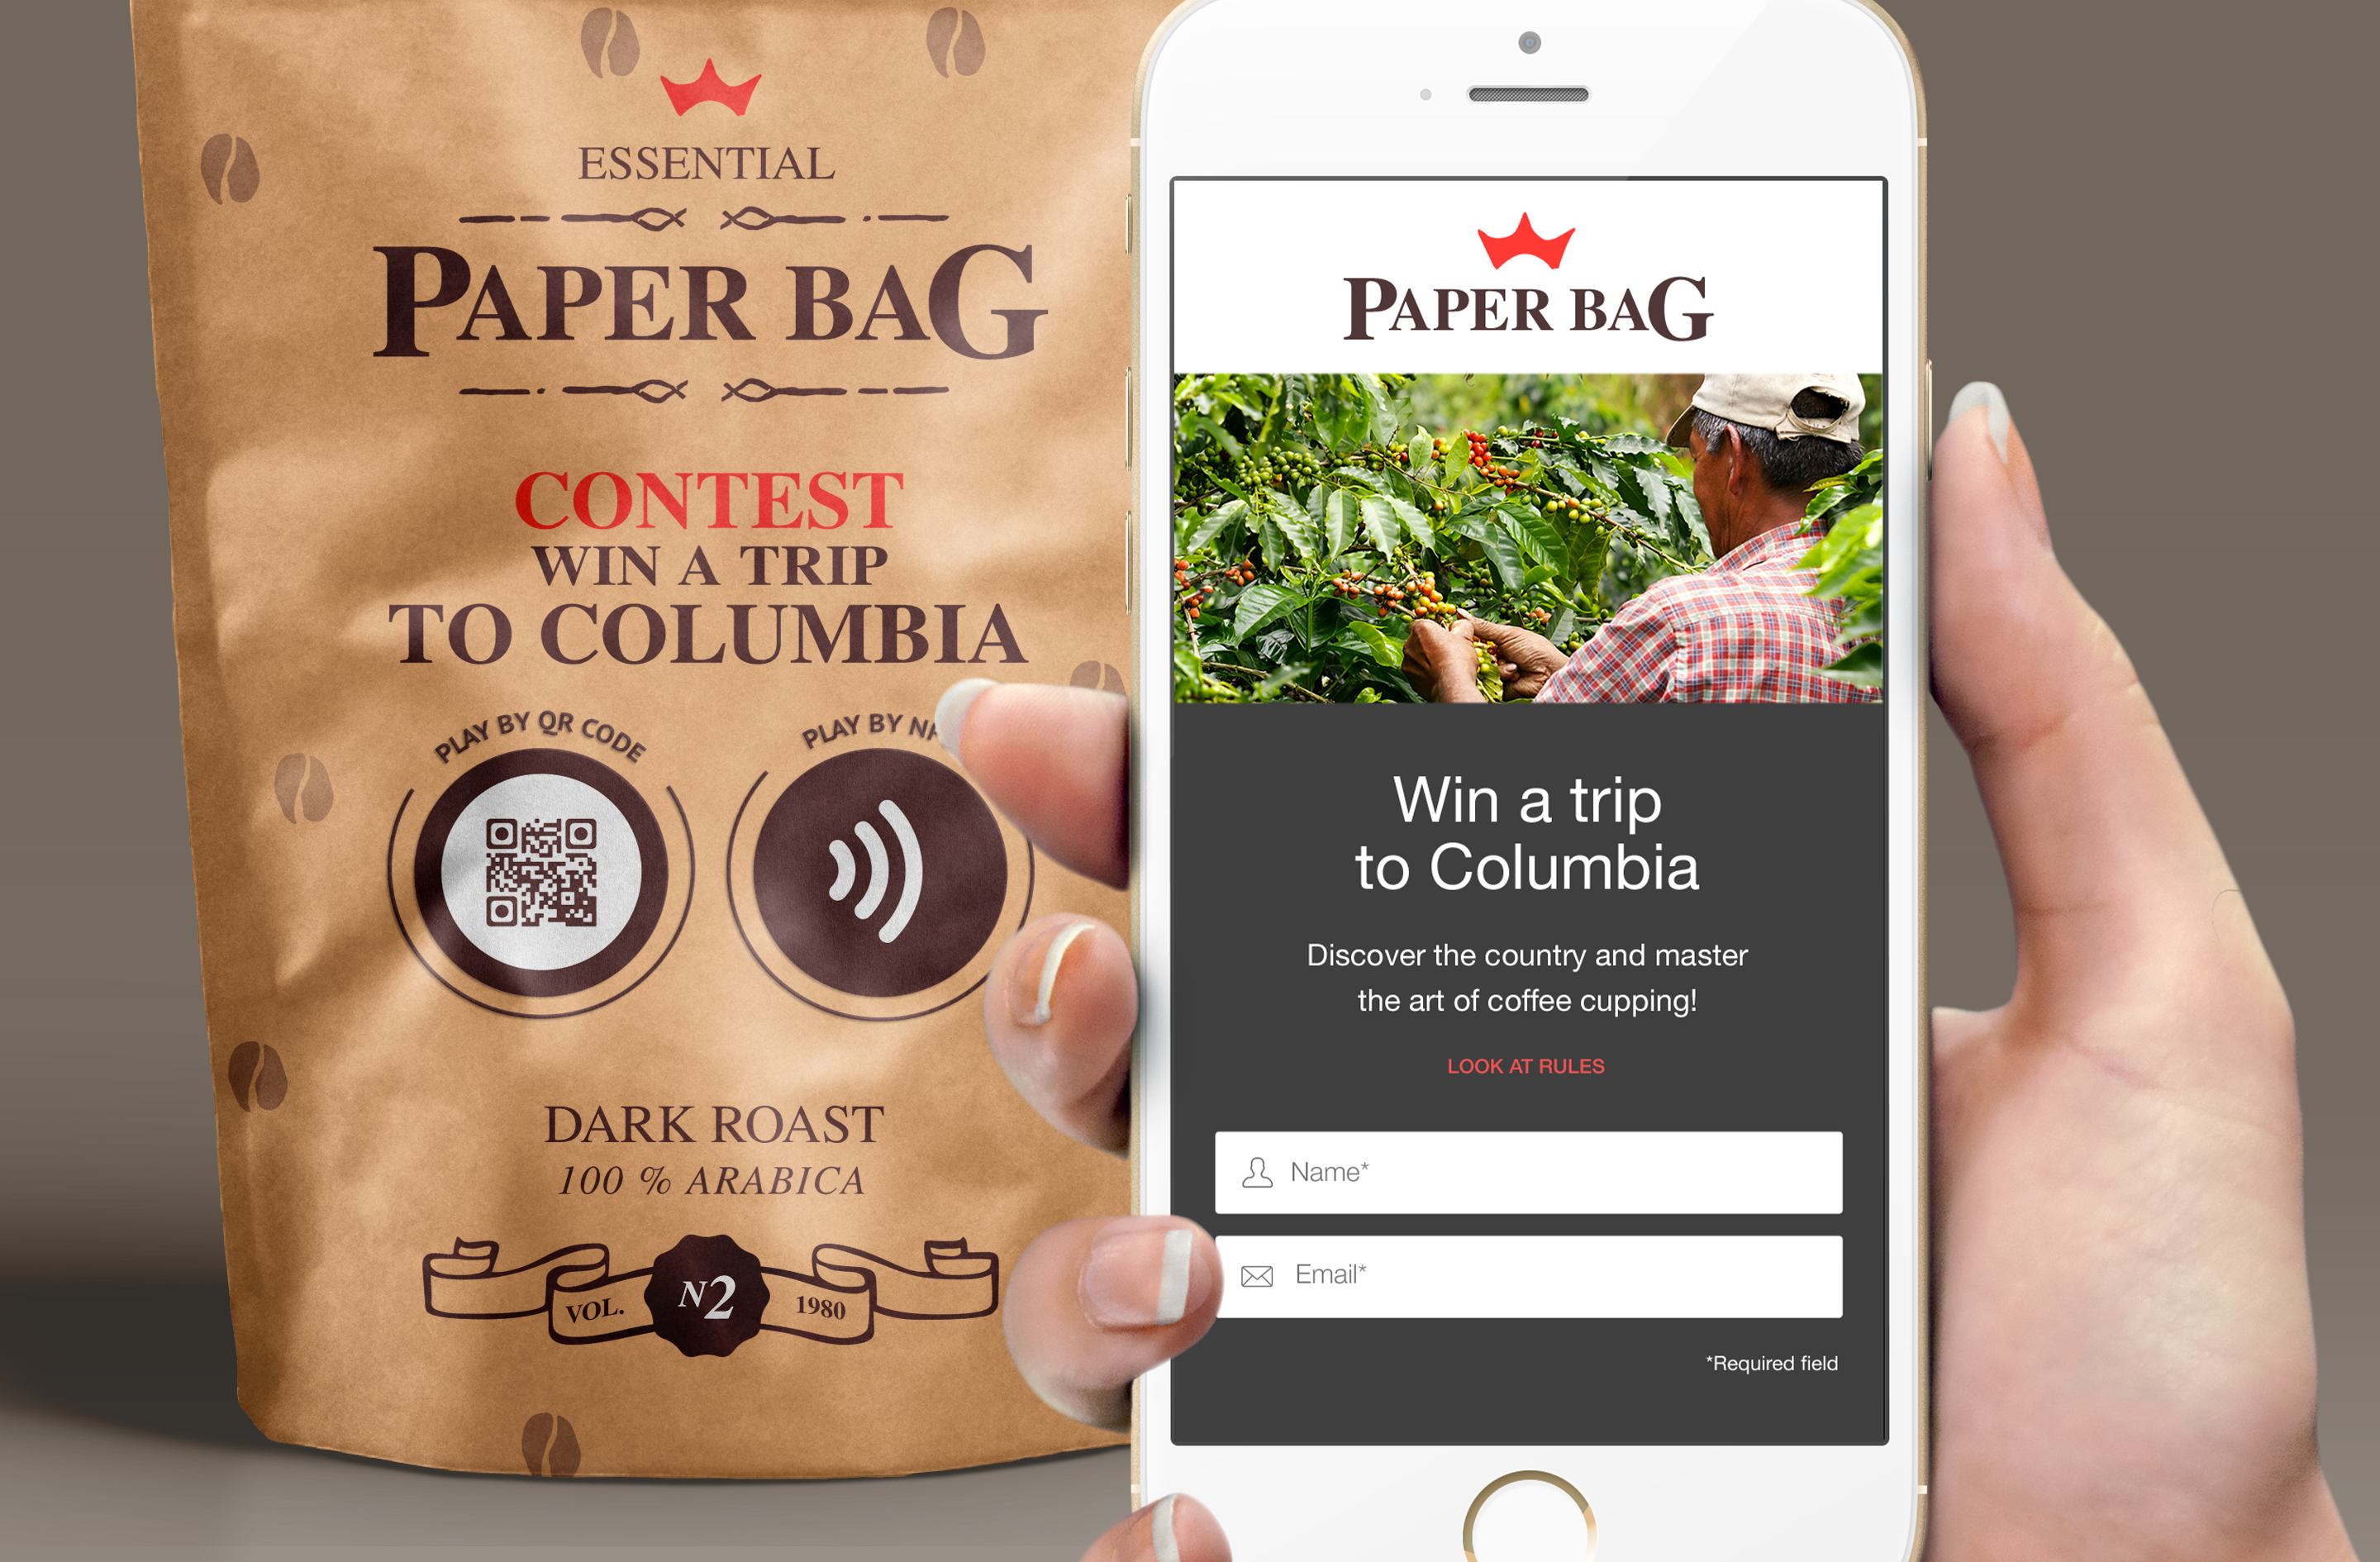 ESSENTIAL
PAPER BAG
CONTEST
WIN A TRIP
TO COLUMBIA
PLAY BY QR CODE
PLAY BY
DARK ROAST
100 % ARABICA
VOL. N2 1980
PAPER BAG
Win a trip
to Columbia
Discover the country and master
the art of coffee cupping!
LOOK AT RULES
Name*
Email*
*Required field